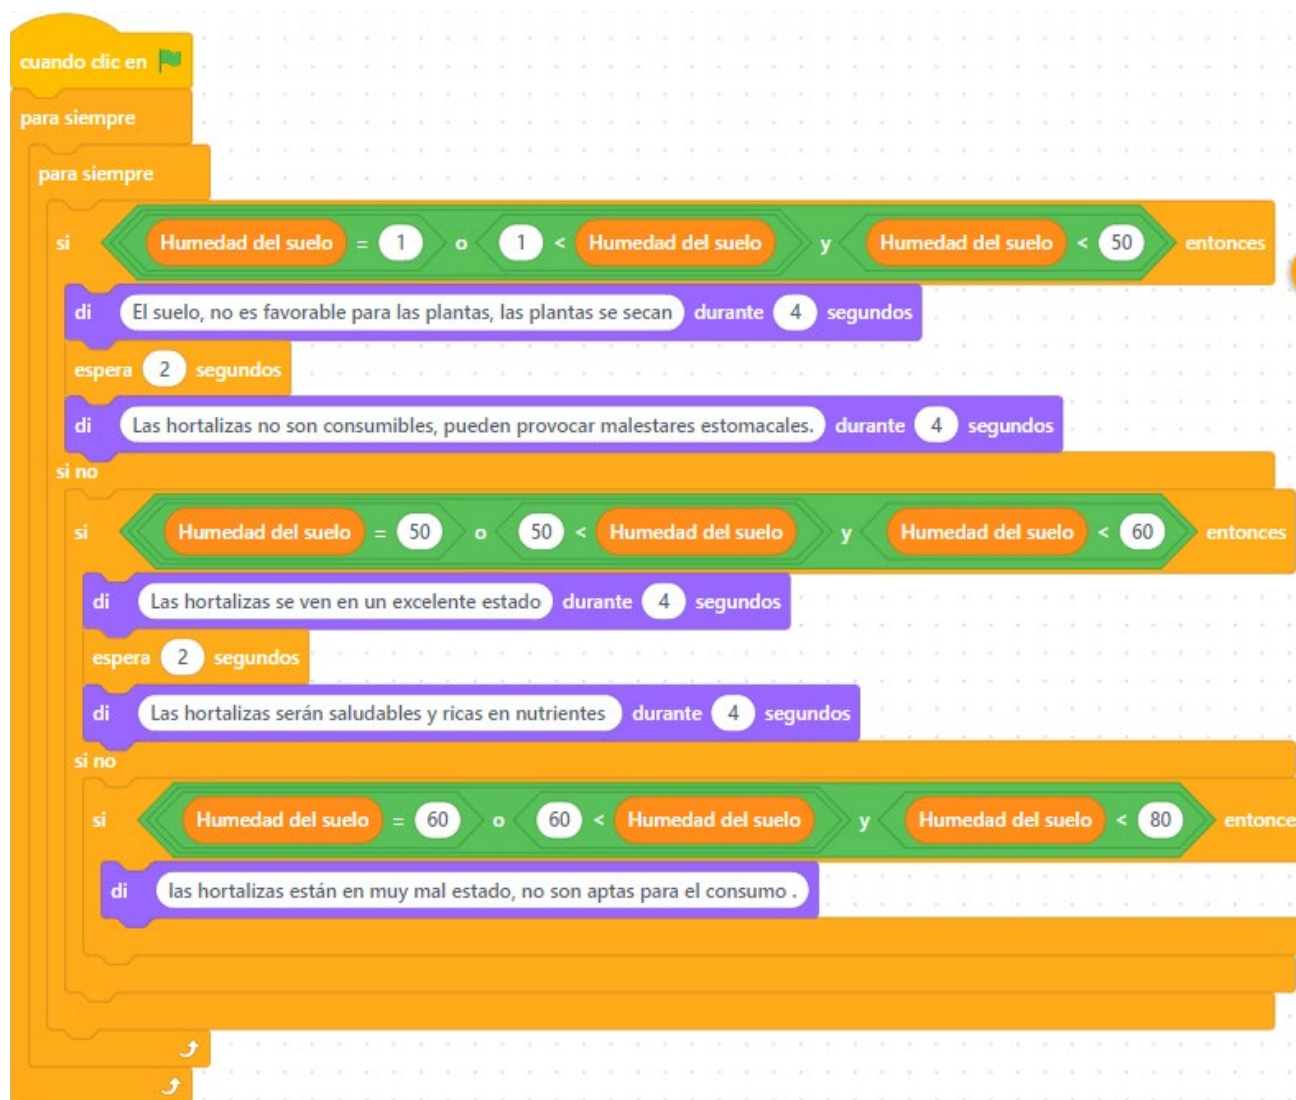 cuando clic en
para siempre
para siempre
si Humedad del suelo = 1 o 1 < Humedad del suelo y Humedad del suelo < 50 entonces
di El suelo, no es favorable para las plantas, las plantas se secan durante 4 segundos
espera 2 segundos
di Las hortalizas no son consumibles, pueden provocar malestares estomacales. durante 4 segundos
si no
si Humedad del suelo = 50 o 50 < Humedad del suelo y Humedad del suelo < 60 entonces
di Las hortalizas se ven en un excelente estado durante 4 segundos
espera 2 segundos
di Las hortalizas serán saludables y ricas en nutrientes durante 4 segundos
si no
si Humedad del suelo = 60 o 60 < Humedad del suelo y Humedad del suelo < 80 entonce
di las hortalizas están en muy mal estado, no son aptas para el consumo .